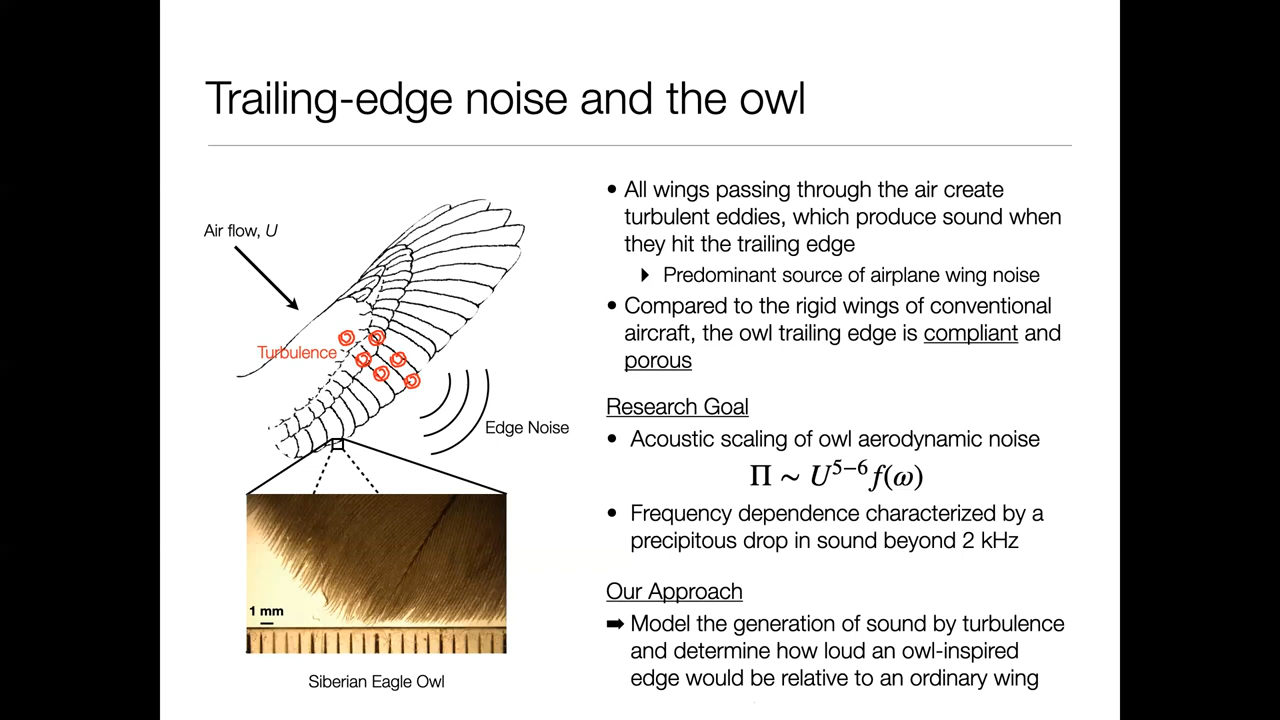 Trailing-edge noise and the owl
Air flow, U
Turbulence
Edge Noise
1 mm
Siberian Eagle Owl
• All wings passing through the air create
turbulent eddies, which produce sound when
they hit the trailing edge
Predominant source of airplane wing noise
• Compared to the rigid wings of conventional
aircraft, the owl trailing edge is compliant and
porous
Research Goal
• Acoustic scaling of owl aerodynamic noise
Π ~ U⁵⁻⁶ f(ω)
• Frequency dependence characterized by a
precipitous drop in sound beyond 2 kHz
Our Approach
➡ Model the generation of sound by turbulence
and determine how loud an owl-inspired
edge would be relative to an ordinary wing